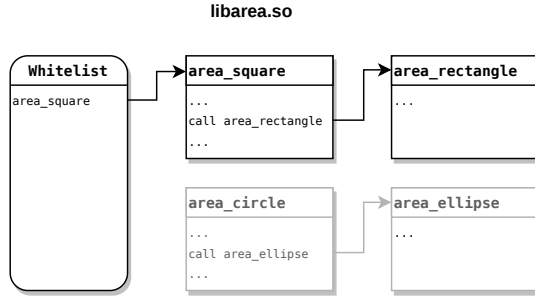 libarea.so
Whitelist
area_square
area_square
...
call area_rectangle
...
area_rectangle
...
area_circle
...
call area_ellipse
...
area_ellipse
...